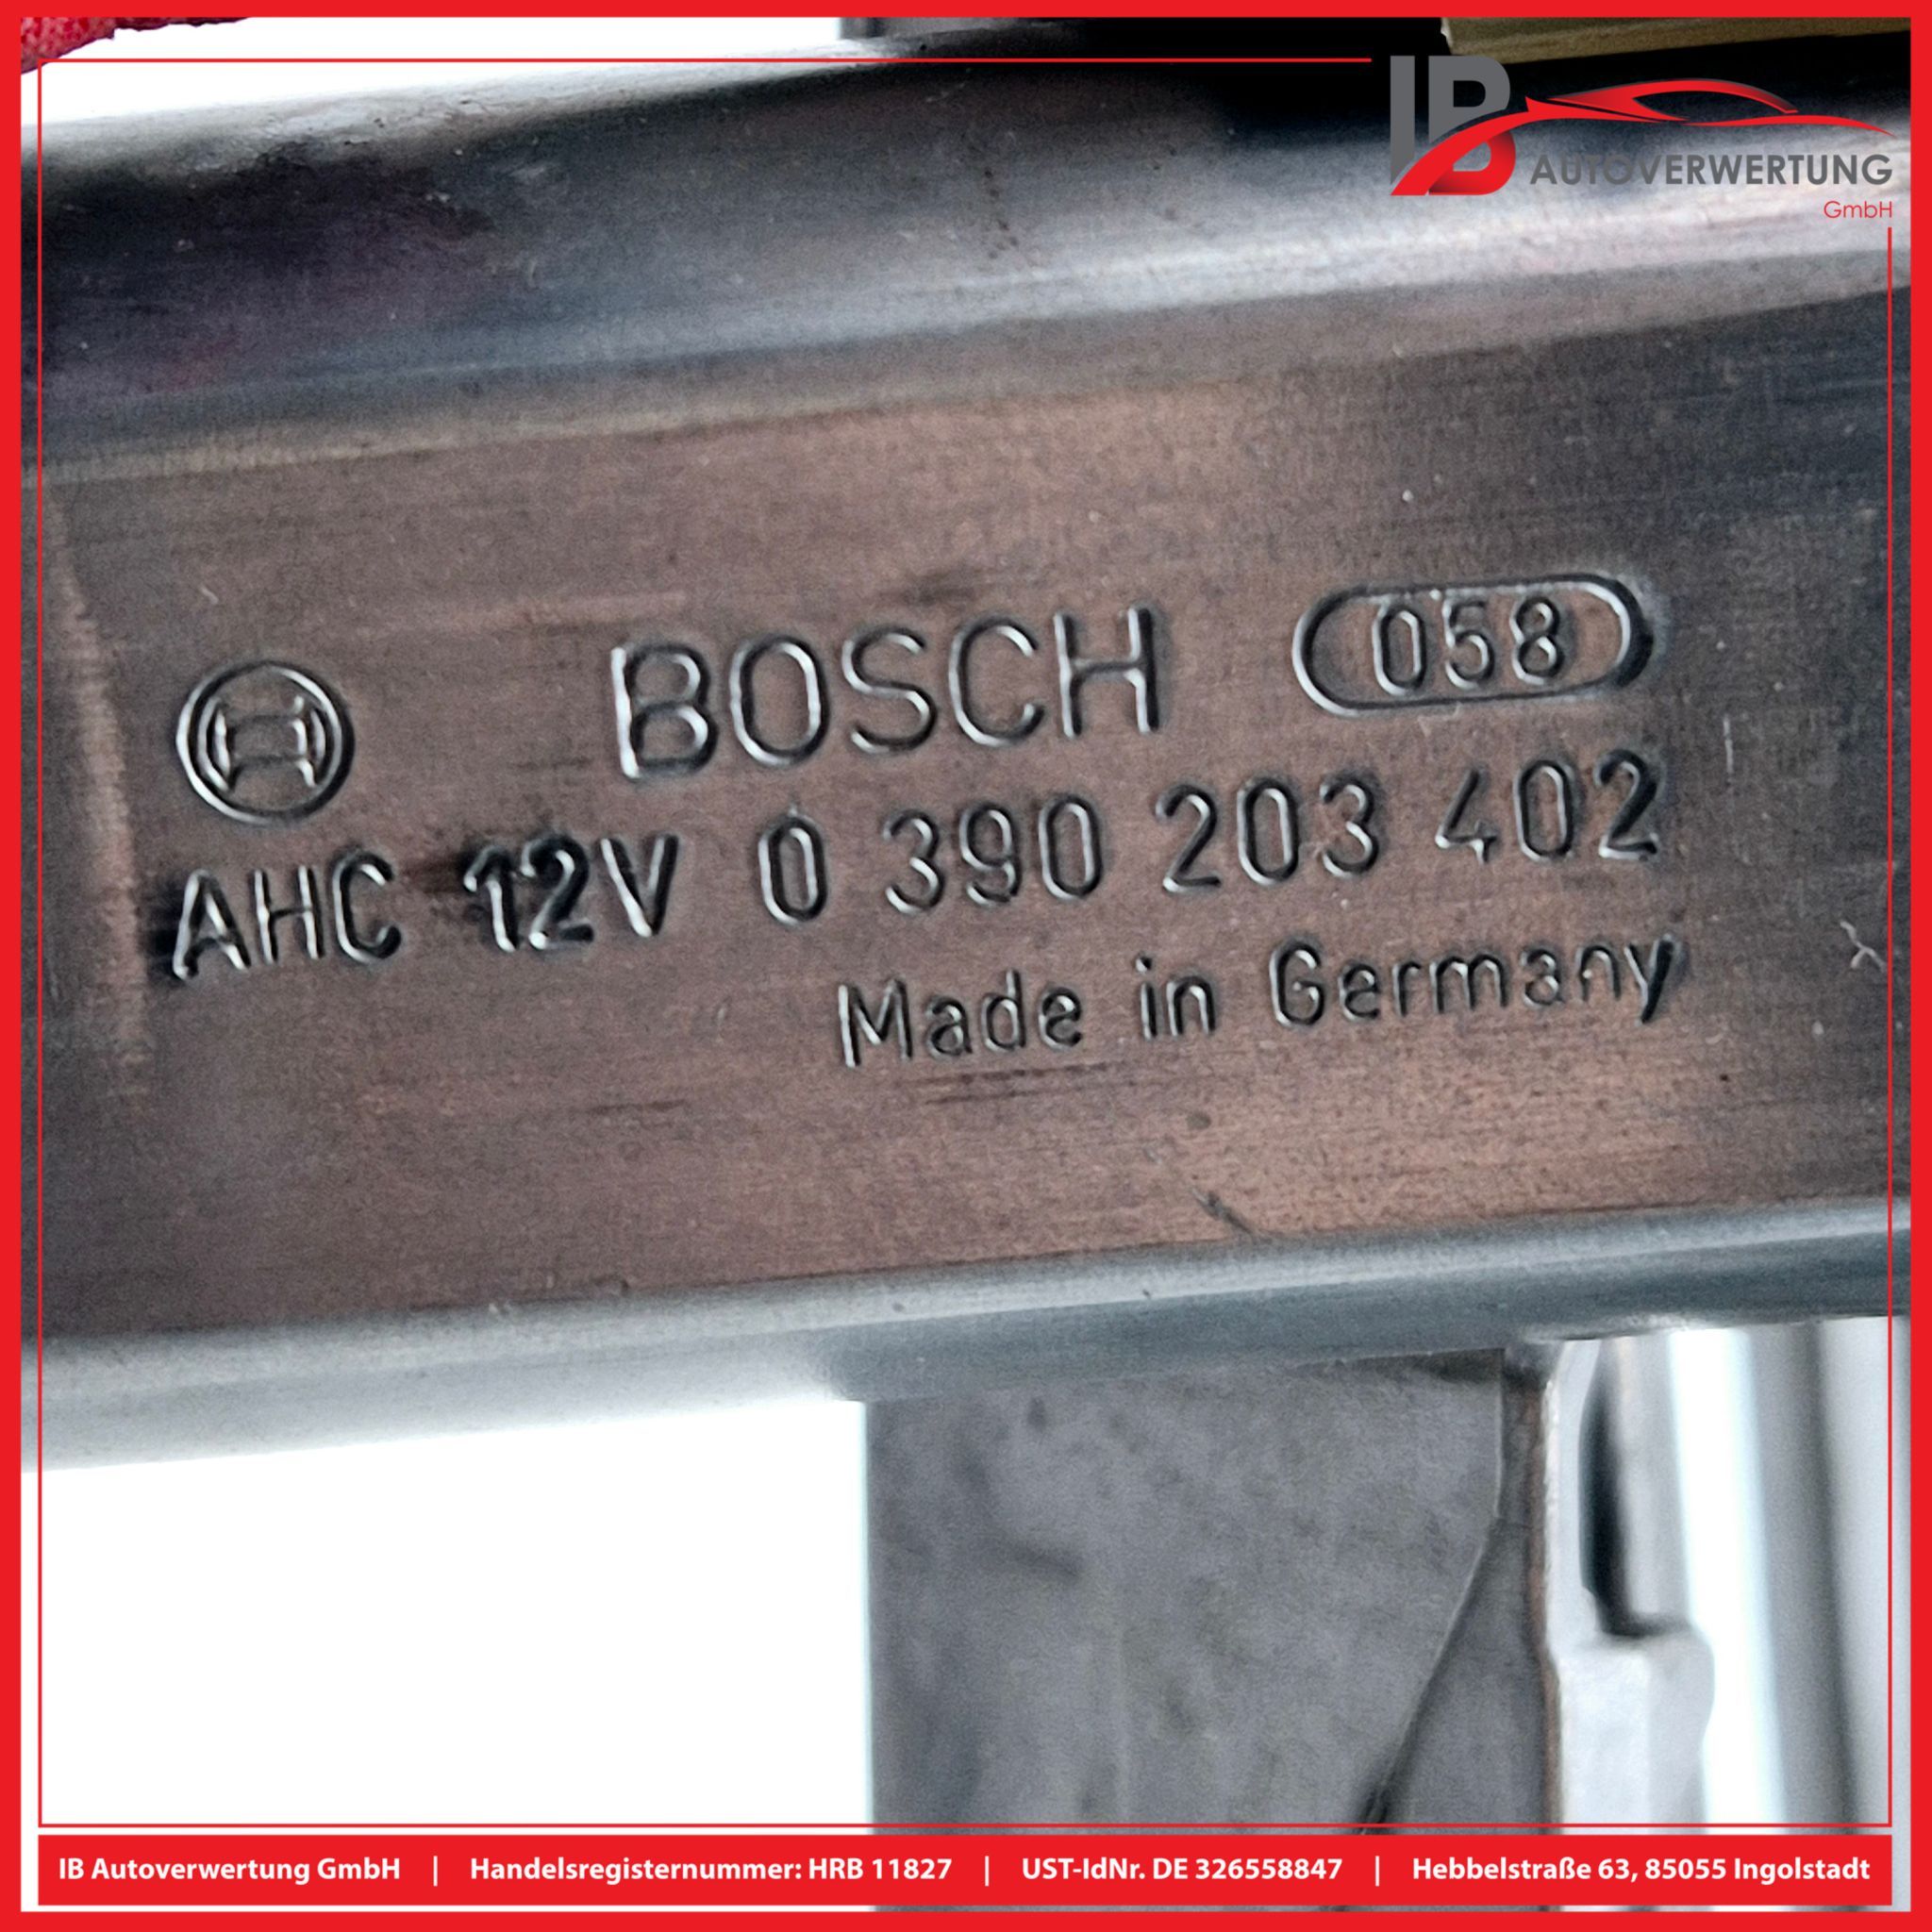 IB
AUTOVERWERTUNG
GmbH
BOSCH 058
AHC 12V 0 390 203 402
Made in Germany
IB Autoverwertung GmbH | Handelsregisternummer: HRB 11827 | UST-IdNr. DE 326558847 | Hebbelstraße 63, 85055 Ingolstadt